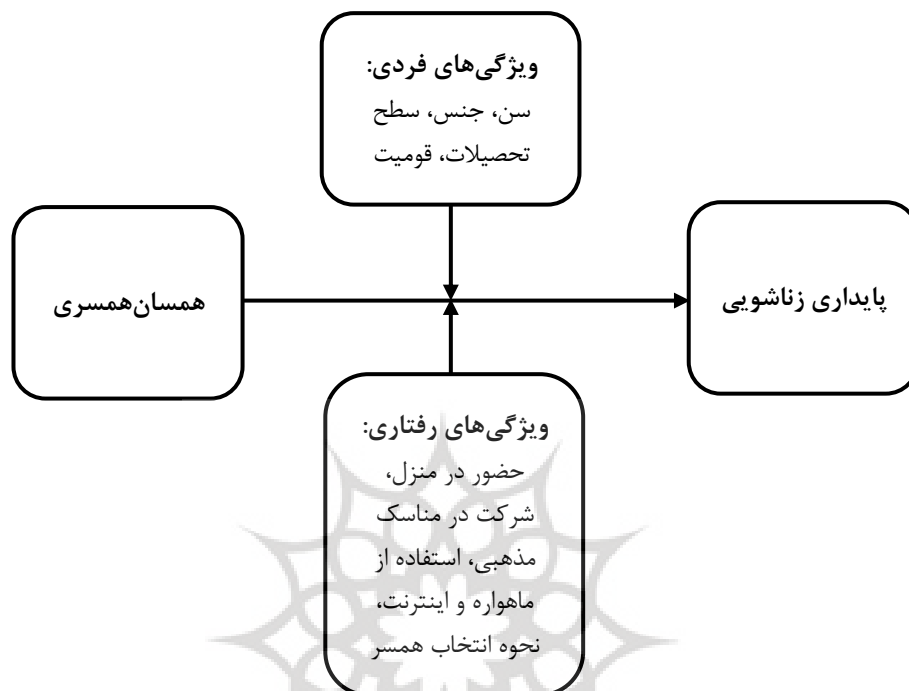 ویژگی‌های فردی:
سن، جنس، سطح
تحصیلات، قومیت
همسان‌همسری
پایداری زناشویی
ویژگی‌های رفتاری:
حضور در منزل،
شرکت در مناسک
مذهبی، استفاده از
ماهواره و اینترنت،
نحوه انتخاب همسر